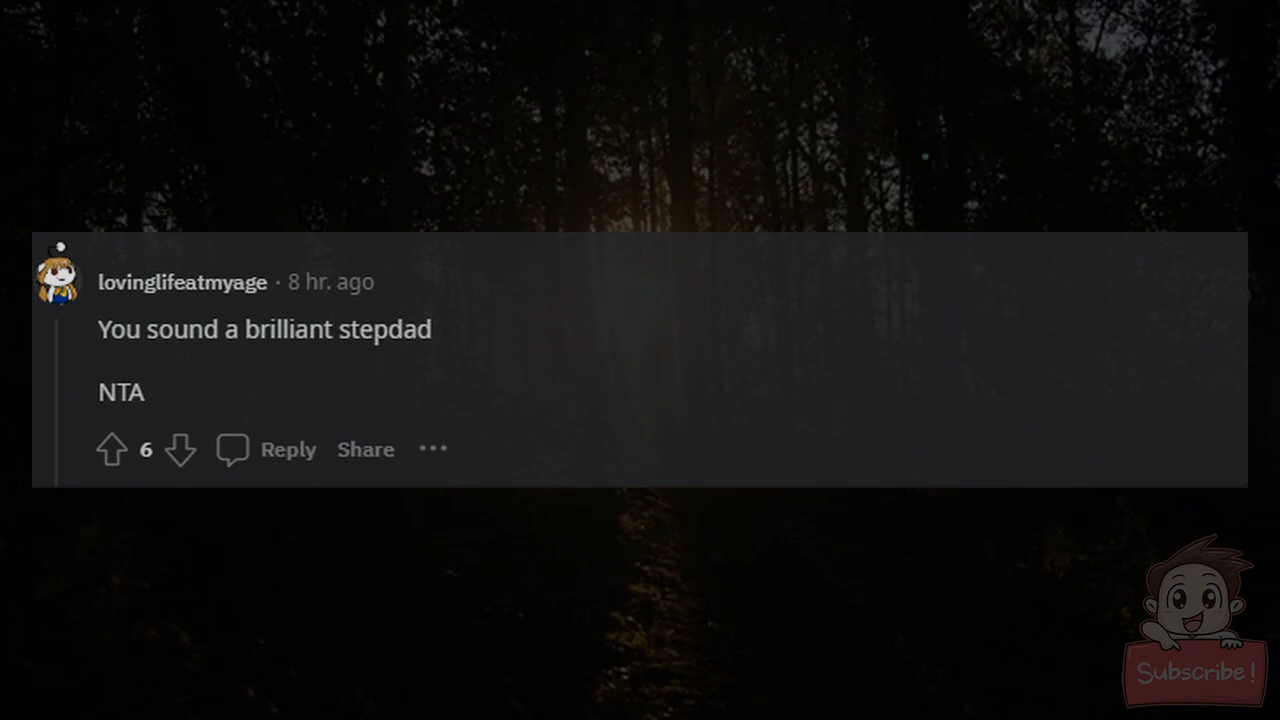 lovinglifeatmyage · 8 hr. ago
You sound a brilliant stepdad
NTA
6 Reply Share ···
Subscribe!